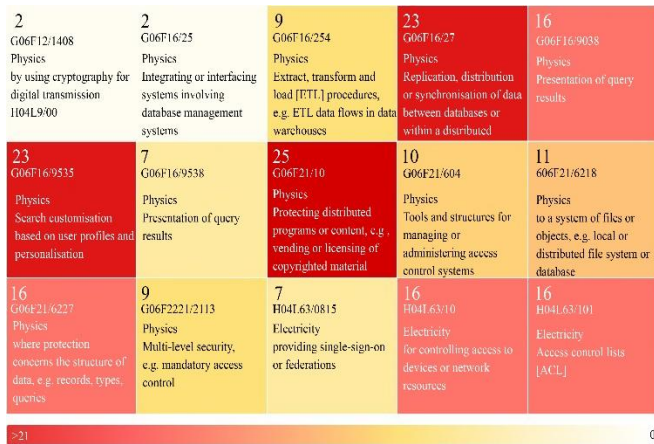 2
G06F12/1408
Physics
by using cryptography for
digital transmission
H04L9/00
2
G06F16/25
Physics
Integrating or interfacing
systems involving
database management
systems
9
G06F16/254
Physics
Extract, transform and
load [ETL] procedures,
e.g. ETL data flows in data
warehouses
23
G06F16/27
Physics
Replication, distribution
or synchronisation of data
between databases or
within a distributed
16
G06F16/9038
Physics
Presentation of query
results
23
G06F16/9535
Physics
Search customisation
based on user profiles and
personalisation
7
G06F16/9538
Physics
Presentation of query
results
25
G06F21/10
Physics
Protecting distributed
programs or content, e.g.,
vending or licensing of
copyrighted material
10
G06F21/604
Physics
Tools and structures for
managing or
administering access
control systems
11
606F21/6218
Physics
to a system of files or
objects, e.g. local or
distributed file system or
database
16
G06F21/6227
Physics
where protection
concerns the structure of
data, e.g. records, types,
queries
9
G06F2221/2113
Physics
Multi-level security,
e.g. mandatory access
control
7
H04L63/0815
Electricity
providing single-sign-on
or federations
16
H04L63/10
Electricity
for controlling access to
devices or network
resources
16
H04L63/101
Electricity
Access control lists
[ACL]
>21
0